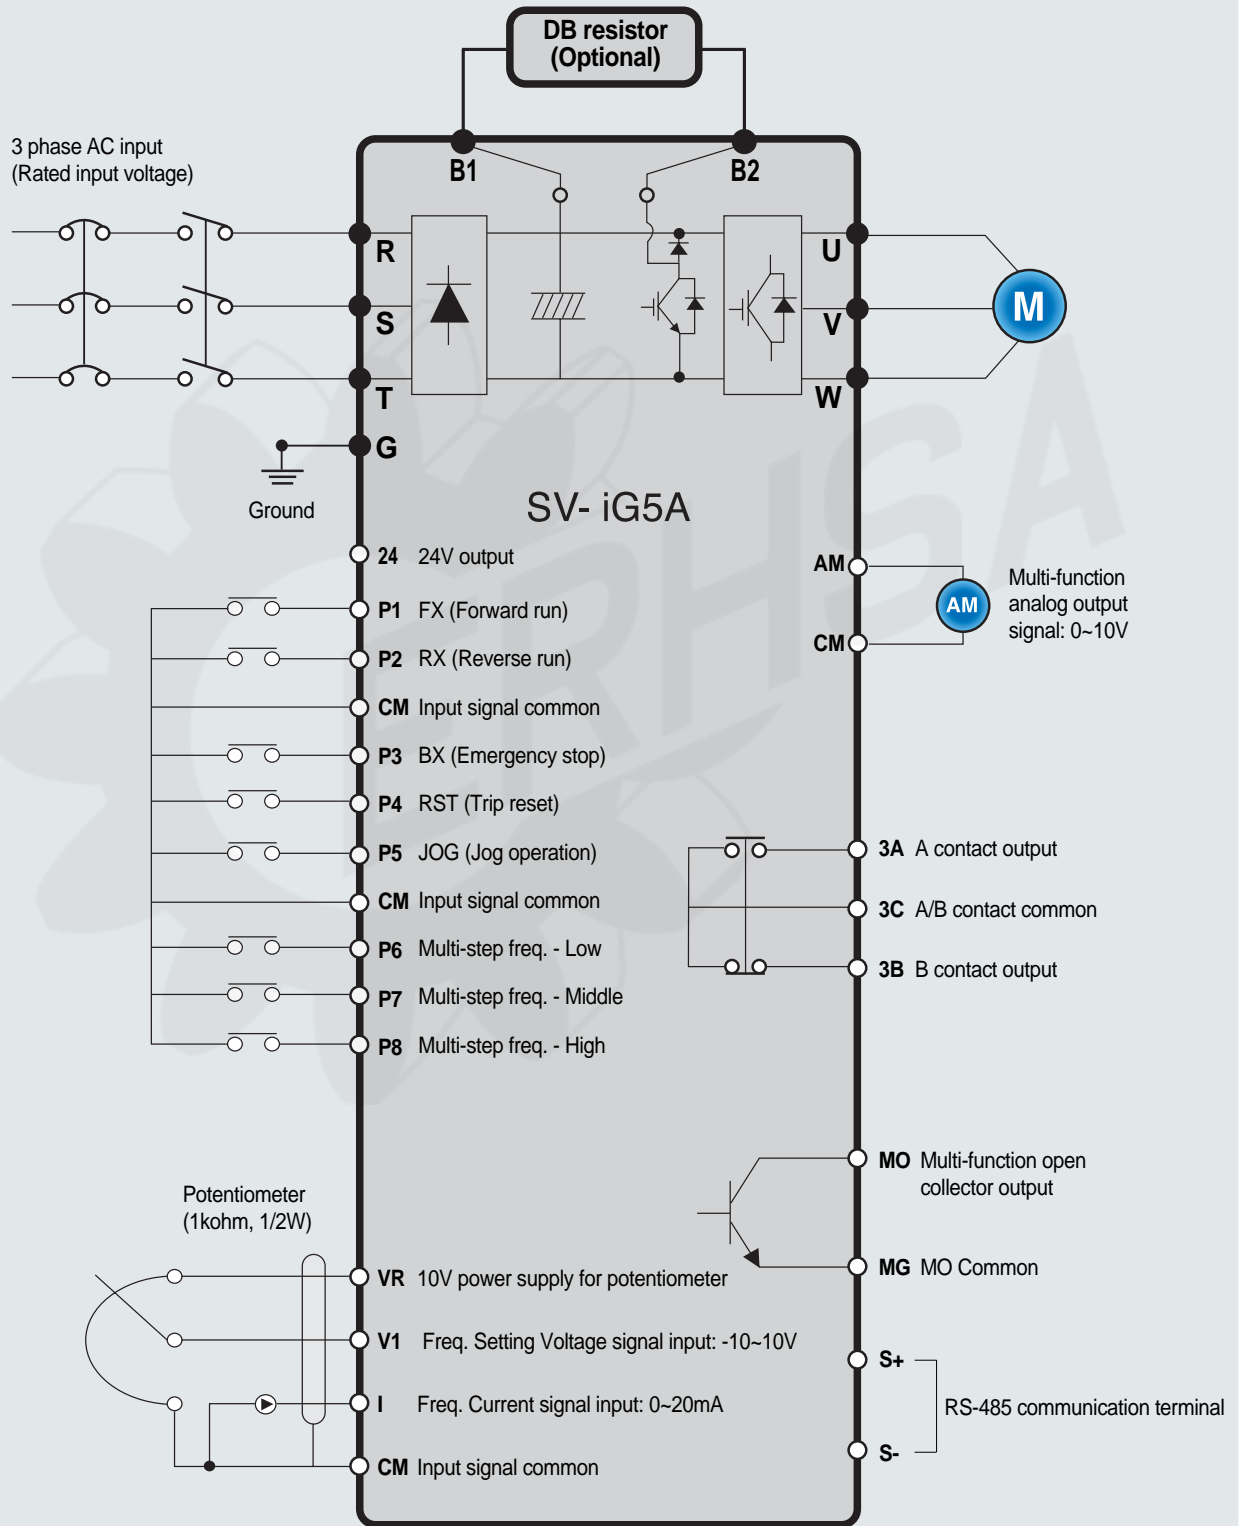 DB resistor
(Optional)
3 phase AC input
(Rated input voltage)
B1
B2
R
U
S
V
M
T
W
G
Ground
SV- iG5A
24 24V output
AM
AM
Multi-function
analog output
signal: 0~10V
P1 FX (Forward run)
CM
P2 RX (Reverse run)
CM Input signal common
P3 BX (Emergency stop)
P4 RST (Trip reset)
P5 JOG (Jog operation)
3A A contact output
CM Input signal common
3C A/B contact common
P6 Multi-step freq. - Low
3B B contact output
P7 Multi-step freq. - Middle
P8 Multi-step freq. - High
MO Multi-function open
collector output
Potentiometer
(1kohm, 1/2W)
MG MO Common
VR 10V power supply for potentiometer
V1 Freq. Setting Voltage signal input: -10~10V
S+
I Freq. Current signal input: 0~20mA
RS-485 communication terminal
S-
CM Input signal common
ERHSA